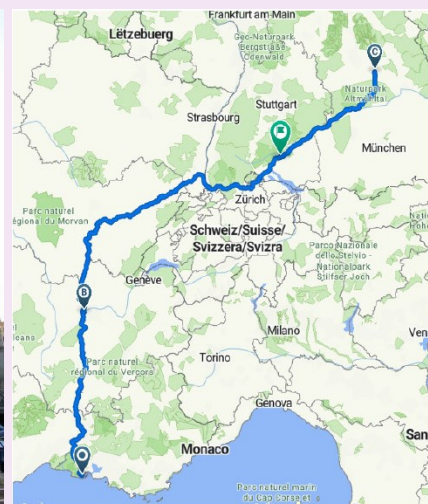 Frankfurt am-Main
Lëtzebuerg
Geo-Naturpark
Bergstraße
Odenwald
C
Naturpark
Altmühltal
Stuttgart
Strasbourg
München
Zürich
Parc naturel
régional du Morvan
Schweiz/Suisse/
Svizzera/Svizra
Parco Nazionale
dello Stelvio -
Nationalpark
Stilfser Joch
Genève
B
Milano
Parc naturel
régional du Vercors
Torino
Genova
Monaco
San
Parc naturel
marin
du Cap Corse et